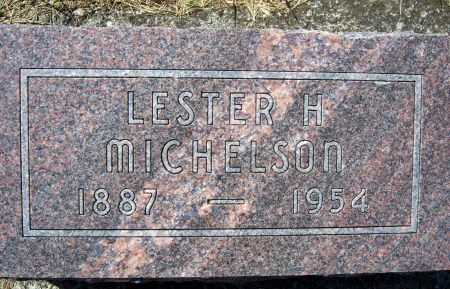 LESTER H
MICHELSON
1887 — 1954